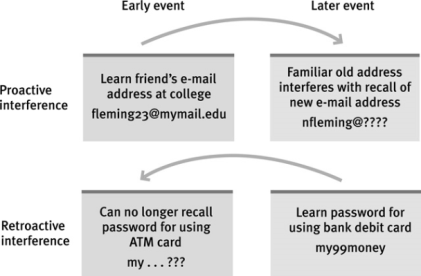 Early event
Later event
Proactive
interference
Learn friend's e-mail
address at college
fleming23@mymail.edu
Familiar old address
interferes with recall of
new e-mail address
nfleming@????
Retroactive
interference
Can no longer recall
password for using
ATM card
my . . . ???
Learn password for
using bank debit card
my99money